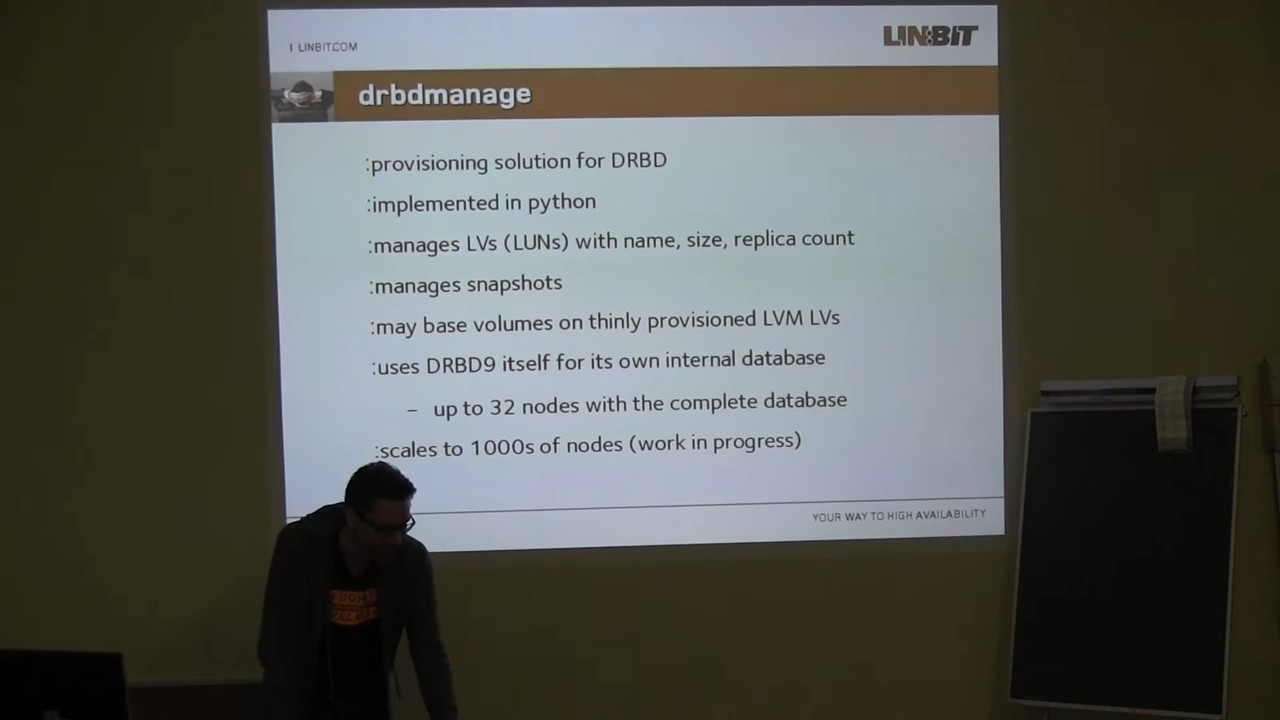 I LINBIT.COM
LINBIT
drbdmanage
:provisioning solution for DRBD
:implemented in python
:manages LVs (LUNs) with name, size, replica count
:manages snapshots
:may base volumes on thinly provisioned LVM LVs
:uses DRBD9 itself for its own internal database
– up to 32 nodes with the complete database
:scales to 1000s of nodes (work in progress)
YOUR WAY TO HIGH AVAILABILITY